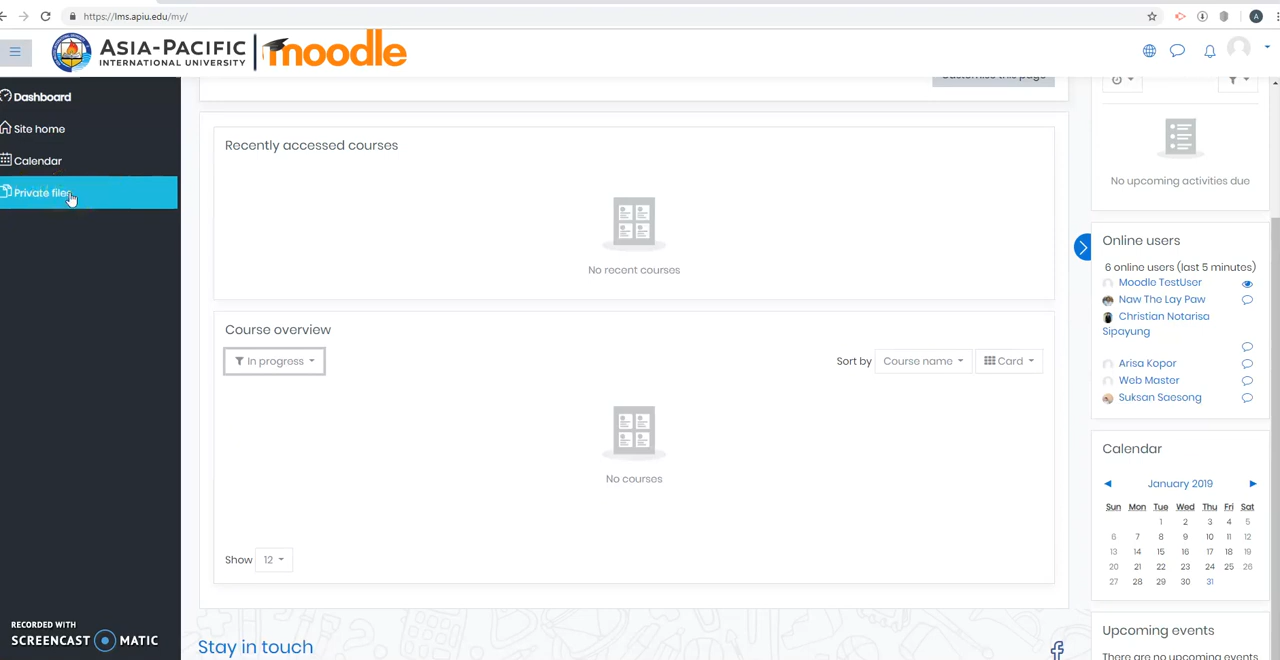 https://lms.apiu.edu/my/
A
ASIA-PACIFIC
INTERNATIONAL UNIVERSITY
moodle
Dashboard
Site home
Calendar
Private files
Customise this page
Recently accessed courses
No recent courses
Course overview
In progress
Sort by Course name Card
No courses
Show 12
Stay in touch
No upcoming activities due
Online users
6 online users (last 5 minutes)
Moodle TestUser
Naw The Lay Paw
Christian Notarisa
Sipayung
Arisa Kopor
Web Master
Suksan Saesong
Calendar
◀ January 2019 ▶
Sun Mon Tue Wed Thu Fri Sat
1 2 3 4 5
6 7 8 9 10 11 12
13 14 15 16 17 18 19
20 21 22 23 24 25 26
27 28 29 30 31
Upcoming events
There are no upcoming events
RECORDED WITH
SCREENCAST MATIC